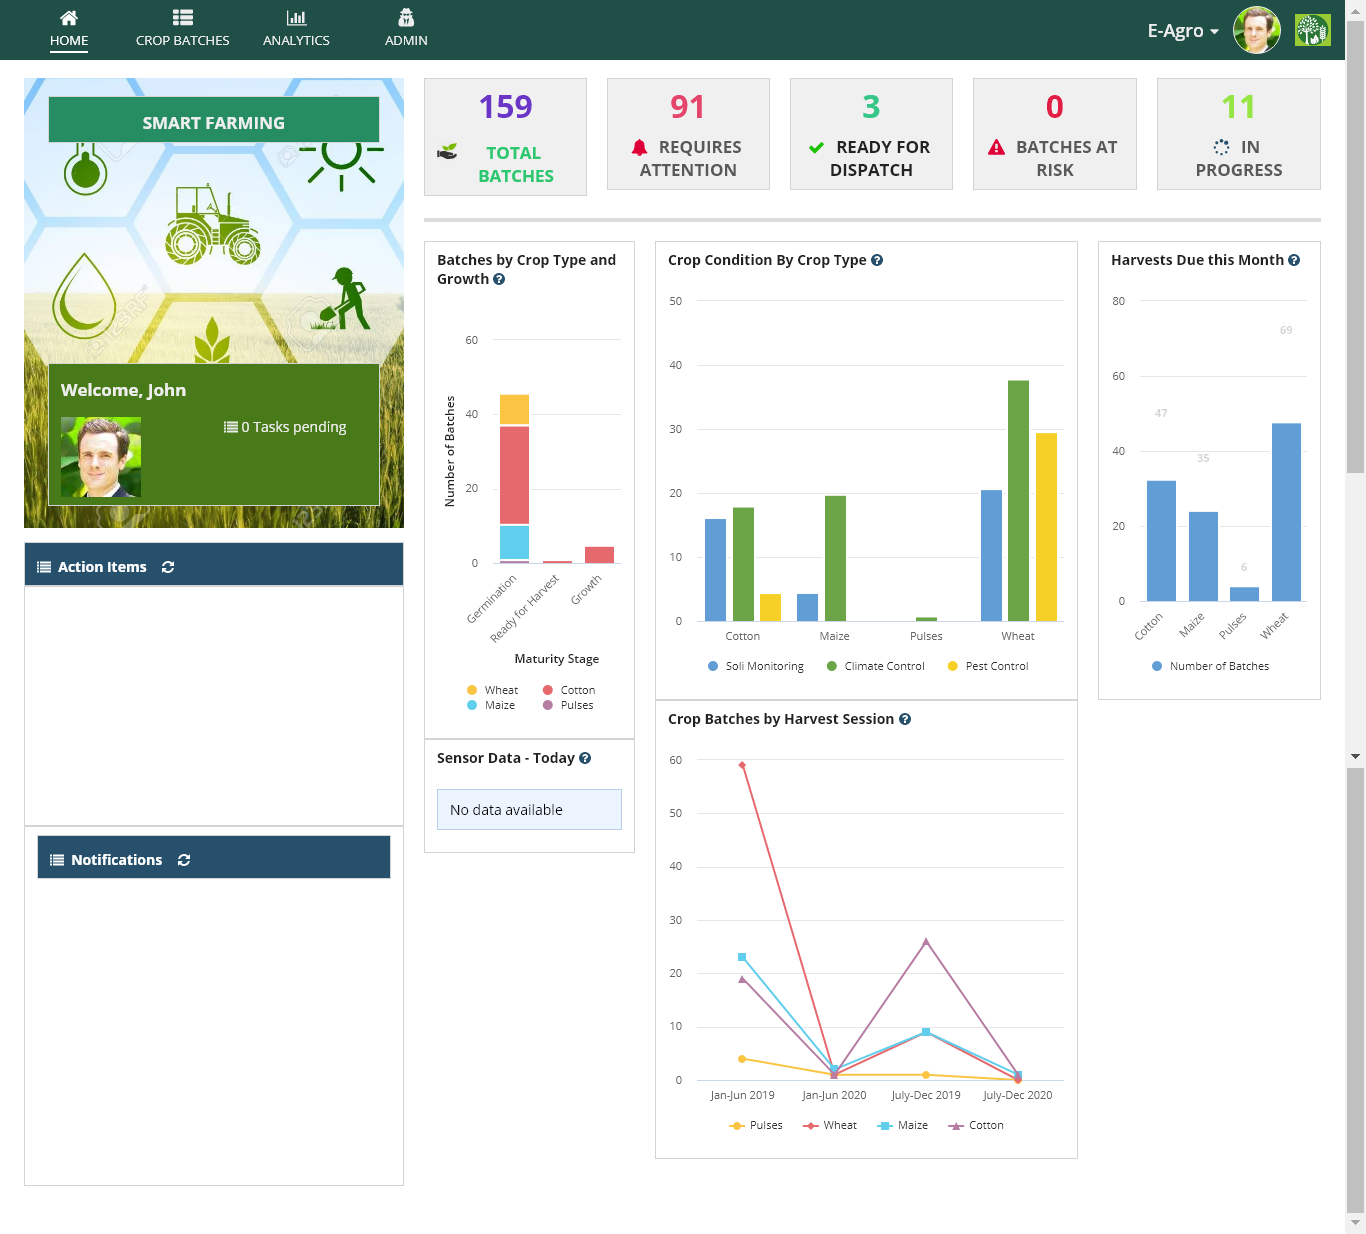 HOME
CROP BATCHES
ANALYTICS
ADMIN
E-Agro
SMART FARMING
Welcome, John
0 Tasks pending
Action Items
Notifications
159
TOTAL
BATCHES
91
REQUIRES
ATTENTION
3
READY FOR
DISPATCH
0
BATCHES AT
RISK
11
IN
PROGRESS
Batches by Crop Type and
Growth
60
40
20
0
Number of Batches
Germination
Ready for Harvest
Growth
Maturity Stage
Wheat
Cotton
Maize
Pulses
Sensor Data - Today
No data available
Crop Condition By Crop Type
50
40
30
20
10
0
Cotton
Maize
Pulses
Wheat
Soli Monitoring
Climate Control
Pest Control
Crop Batches by Harvest Session
60
50
40
30
20
10
0
Jan-Jun 2019
Jan-Jun 2020
July-Dec 2019
July-Dec 2020
Pulses
Wheat
Maize
Cotton
Harvests Due this Month
80
60
40
20
0
47
35
6
69
Cotton
Maize
Pulses
Wheat
Number of Batches